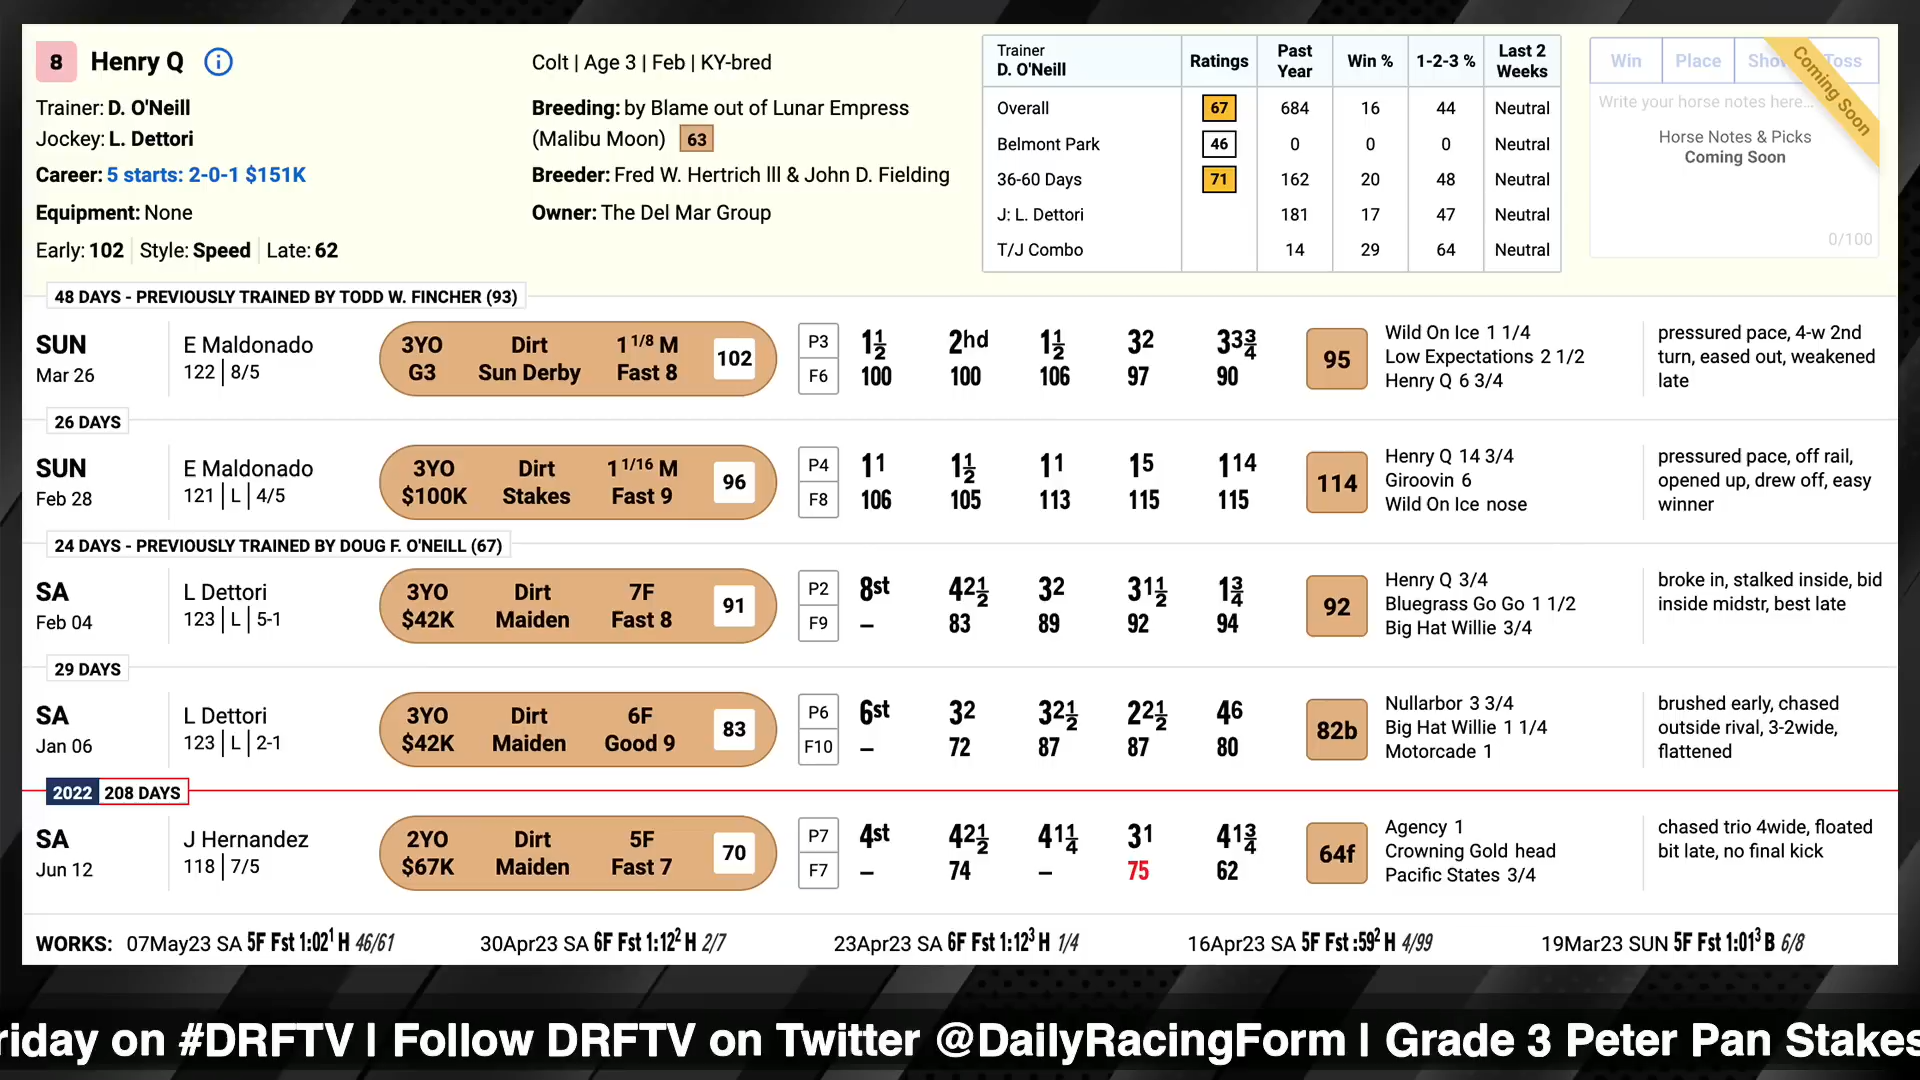 8 Henry Q i
Trainer: D. O'Neill
Jockey: L. Dettori
Career: 5 starts: 2-0-1 $151K
Equipment: None
Early: 102 | Style: Speed | Late: 62
Colt | Age 3 | Feb | KY-bred
Breeding: by Blame out of Lunar Empress
(Malibu Moon) 63
Breeder: Fred W. Hertrich lll & John D. Fielding
Owner: The Del Mar Group
Trainer D. O'Neill Ratings Past Year Win % 1-2-3 % Last 2 Weeks
Overall 67 684 16 44 Neutral
Belmont Park 46 0 0 0 Neutral
36-60 Days 71 162 20 48 Neutral
J: L. Dettori 181 17 47 Neutral
T/J Combo 14 29 64 Neutral
Win Place Show Toss
Coming Soon
Write your horse notes here...
Horse Notes & Picks
Coming Soon
0/100
48 DAYS - PREVIOUSLY TRAINED BY TODD W. FINCHER (93)
SUN E Maldonado 3YO Dirt 1 1/8 M 102 P3 1½ 2hd 1½ 3² 3 3¾ 95 Wild On Ice 1 1/4 pressured pace, 4-w 2nd
Mar 26 122 | 8/5 G3 Sun Derby Fast 8 F6 100 100 106 97 90 Low Expectations 2 1/2 turn, eased out, weakened
Henry Q 6 3/4 late
26 DAYS
SUN E Maldonado 3YO Dirt 1 1/16 M 96 P4 1¹ 1½ 1¹ 1⁵ 1¹⁴ 114 Henry Q 14 3/4 pressured pace, off rail,
Feb 28 121 | L | 4/5 $100K Stakes Fast 9 F8 106 105 113 115 115 Giroovin 6 opened up, drew off, easy
Wild On Ice nose winner
24 DAYS - PREVIOUSLY TRAINED BY DOUG F. O'NEILL (67)
SA L Dettori 3YO Dirt 7F 91 P2 8st 4 2½ 3² 3 1½ 1¾ 92 Henry Q 3/4 broke in, stalked inside, bid
Feb 04 123 | L | 5-1 $42K Maiden Fast 8 F9 – 83 89 92 94 Bluegrass Go Go 1 1/2 inside midstr, best late
Big Hat Willie 3/4
29 DAYS
SA L Dettori 3YO Dirt 6F 83 P6 6st 3² 3 2½ 2 2½ 4⁶ 82b Nullarbor 3 3/4 brushed early, chased
Jan 06 123 | L | 2-1 $42K Maiden Good 9 F10 – 72 87 87 80 Big Hat Willie 1 1/4 outside rival, 3-2wide,
Motorcade 1 flattened
2022 208 DAYS
SA J Hernandez 2YO Dirt 5F 70 P7 4st 4 2½ 4 1¼ 3¹ 4 1¾ 64f Agency 1 chased trio 4wide, floated
Jun 12 118 | 7/5 $67K Maiden Fast 7 F7 – 74 – 75 62 Crowning Gold head bit late, no final kick
Pacific States 3/4
WORKS: 07May23 SA 5F Fst 1:02¹ H 46/61 30Apr23 SA 6F Fst 1:12² H 2/7 23Apr23 SA 6F Fst 1:12³ H 1/4 16Apr23 SA 5F Fst :59² H 4/99 19Mar23 SUN 5F Fst 1:01³ B 6/8
riday on #DRFTV | Follow DRFTV on Twitter @DailyRacingForm | Grade 3 Peter Pan Stakes